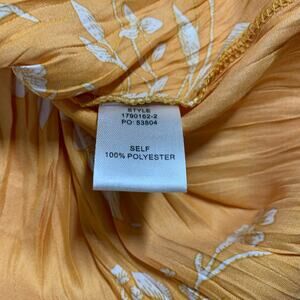 STYLE
1790162-2
PO: 53804
SELF
100% POLYESTER